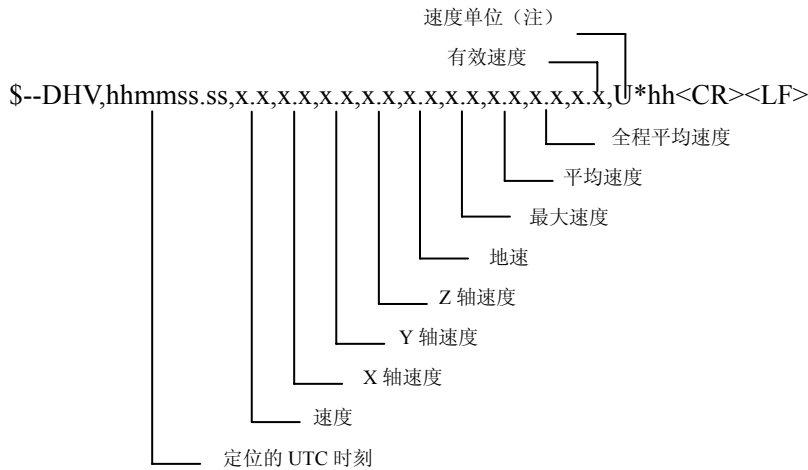 速度单位（注）
有效速度
$--DHV,hhmmss.ss,x.x,x.x,x.x,x.x,x.x,x.x,x.x,x.x,x.x,U*hh<CR><LF>
全程平均速度
平均速度
最大速度
地速
Z 轴速度
Y 轴速度
X 轴速度
速度
定位的 UTC 时刻